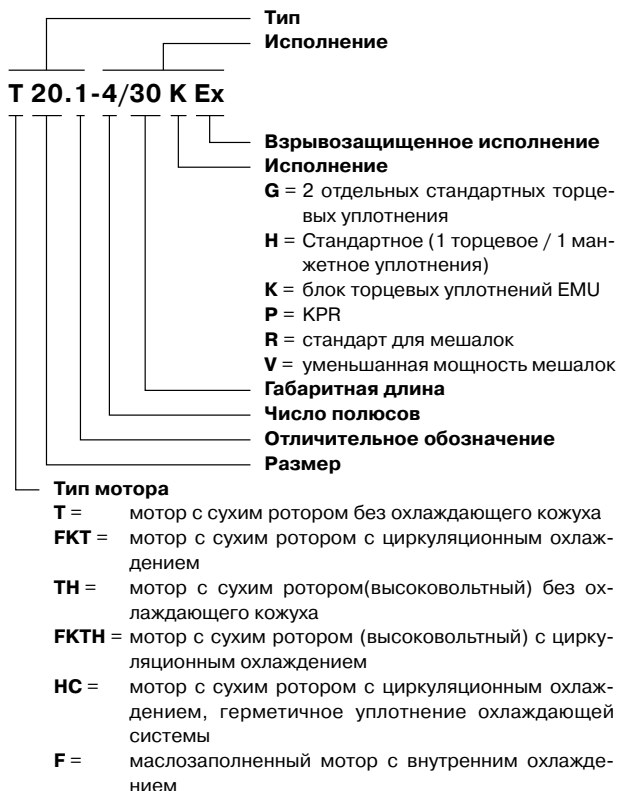 Тип
Исполнение
T 20.1-4/30 K Ex
Взрывозащищенное исполнение
Исполнение
G = 2 отдельных стандартных торце-
вых уплотнения
H = Стандартное (1 торцевое / 1 ман-
жетное уплотнения)
K = блок торцевых уплотнений EMU
P = KPR
R = стандарт для мешалок
V = уменьшанная мощность мешалок
Габаритная длина
Число полюсов
Отличительное обозначение
Размер
Тип мотора
T = мотор с сухим ротором без охлаждающего кожуха
FKT = мотор с сухим ротором с циркуляционным охлаж-
дением
TH = мотор с сухим ротором(высоковольтный) без ох-
лаждающего кожуха
FKTH = мотор с сухим ротором (высоковольтный) с цирку-
ляционным охлаждением
HC = мотор с сухим ротором с циркуляционным охлаж-
дением, герметичное уплотнение охлаждающей
системы
F = маслозаполненный мотор с внутренним охлажде-
нием